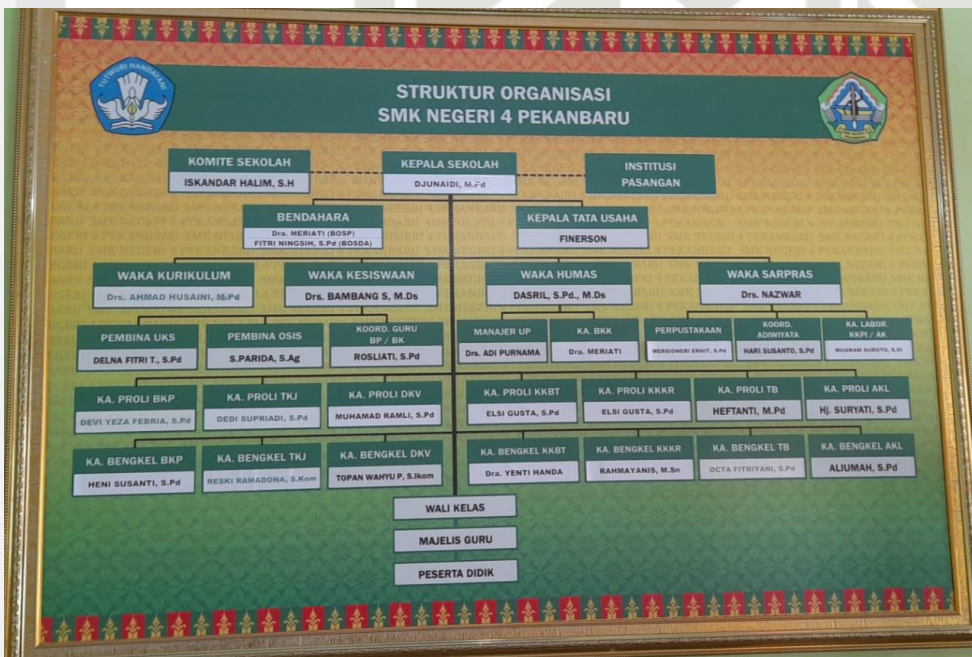 TUTWURI HANDAYANI
STRUKTUR ORGANISASI
SMK NEGERI 4 PEKANBARU
KOMITE SEKOLAH
ISKANDAR HALIM, S.H
KEPALA SEKOLAH
DJUNAIDI, M.Pd
INSTITUSI
PASANGAN
BENDAHARA
Dra. MERIATI (BOSP)
FITRI NINGSIH, S.Pd (BOSDA)
KEPALA TATA USAHA
FINERSON
WAKA KURIKULUM
Drs. AHMAD HUSAINI, M.Pd
WAKA KESISWAAN
Drs. BAMBANG S, M.Ds
WAKA HUMAS
DASRIL, S.Pd., M.Ds
WAKA SARPRAS
Drs. NAZWAR
PEMBINA UKS
DELNA FITRI T., S.Pd
PEMBINA OSIS
S.PARIDA, S.Ag
KOORD. GURU
BP / BK
ROSLIATI, S.Pd
MANAJER UP
Drs. ADI PURNAMA
KA. BKK
Dra. MERIATI
PERPUSTAKAAN
MERSIONERI ERHIT, S.Pd
KOORD.
ADIWIYATA
HARI SUSANTO, S.Pd
KA. LABOR.
KKPI / AK
SUROTO,
KA. PROLI BKP
DEVI YEZA FEBRIA, S.Pd
KA. PROLI TKJ
DEDI SUPRIADI, S.Pd
KA. PROLI DKV
MUHAMAD RAMLI, S.Pd
KA. PROLI KKBT
ELSI GUSTA, S.Pd
KA. PROLI KKKR
ELSI GUSTA, S.Pd
KA. PROLI TB
HEFTANTI, M.Pd
KA. PROLI AKL
Hj. SURYATI, S.Pd
KA. BENGKEL BKP
HENI SUSANTI, S.Pd
KA. BENGKEL TKJ
RESKI RAMADONA, S.Kom
KA. BENGKEL DKV
TOPAN WAHYU P, S.Ikom
KA. BENGKEL KKBT
Dra. YENTI HANDA
KA. BENGKEL KKKR
RAHMAYANIS, M.Sn
KA. BENGKEL TB
OCTA FITRIYANI, S.Pd
KA. BENGKEL AKL
ALIUMAH, S.Pd
WALI KELAS
MAJELIS GURU
PESERTA DIDIK